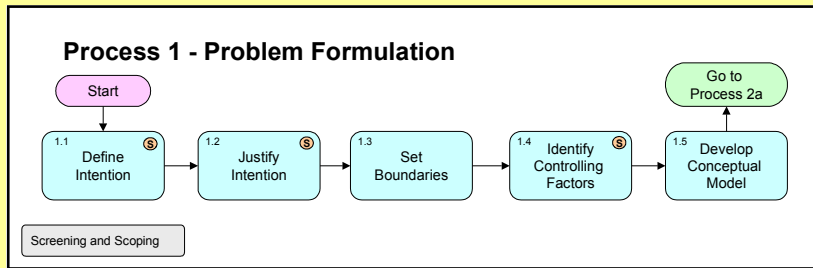 Process 1 - Problem Formulation
Start
Go to
Process 2a
1.1
S
Define
Intention
1.2
S
Justify
Intention
1.3
Set
Boundaries
1.4
S
Identify
Controlling
Factors
1.5
Develop
Conceptual
Model
Screening and Scoping